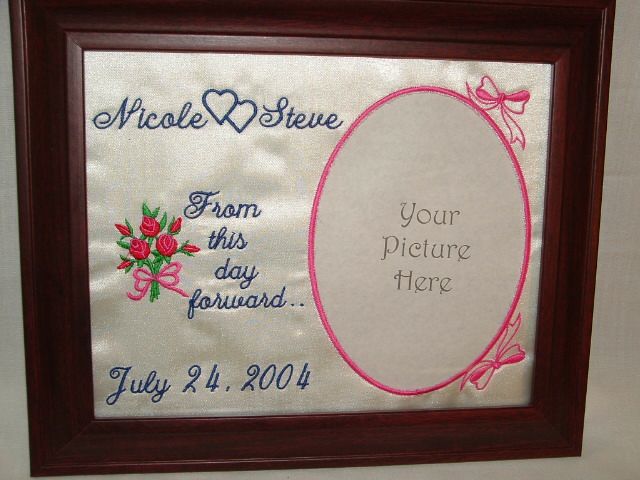 Nicole Steve
From
this
day
forward..
July 24, 2004
Your
Picture
Here